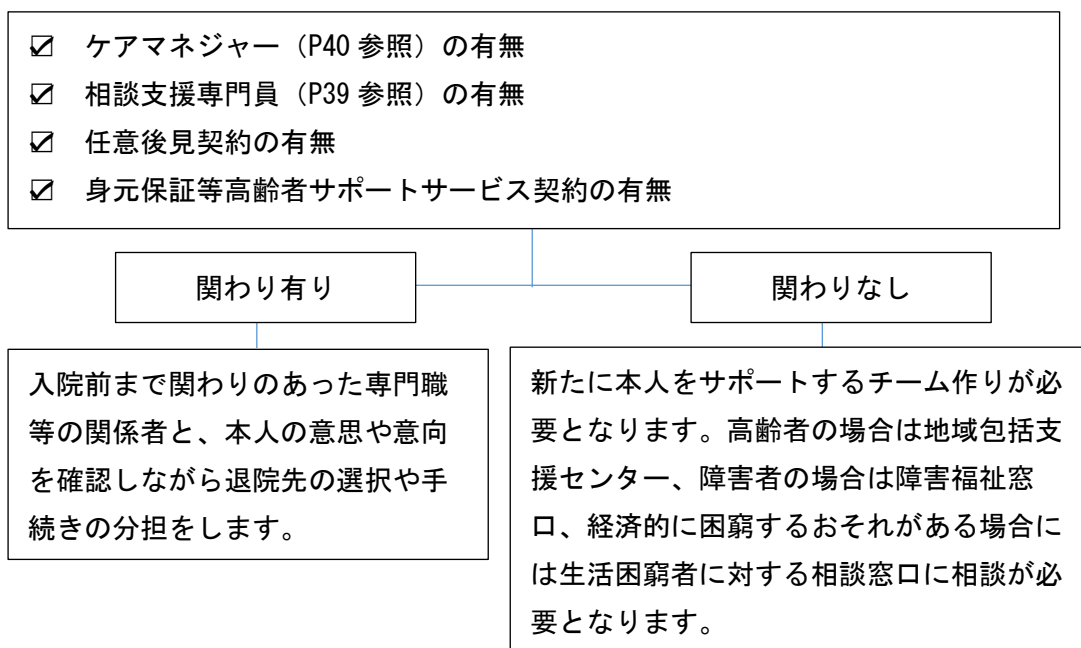 ☑ ケアマネジャー（P40 参照）の有無
☑ 相談支援専門員（P39 参照）の有無
☑ 任意後見契約の有無
☑ 身元保証等高齢者サポートサービス契約の有無
関わり有り
関わりなし
入院前まで関わりのあった専門職
等の関係者と、本人の意思や意向
を確認しながら退院先の選択や手
続きの分担をします。
新たに本人をサポートするチーム作りが必
要となります。高齢者の場合は地域包括支
援センター、障害者の場合は障害福祉窓
口、経済的に困窮するおそれがある場合に
は生活困窮者に対する相談窓口に相談が必
要となります。